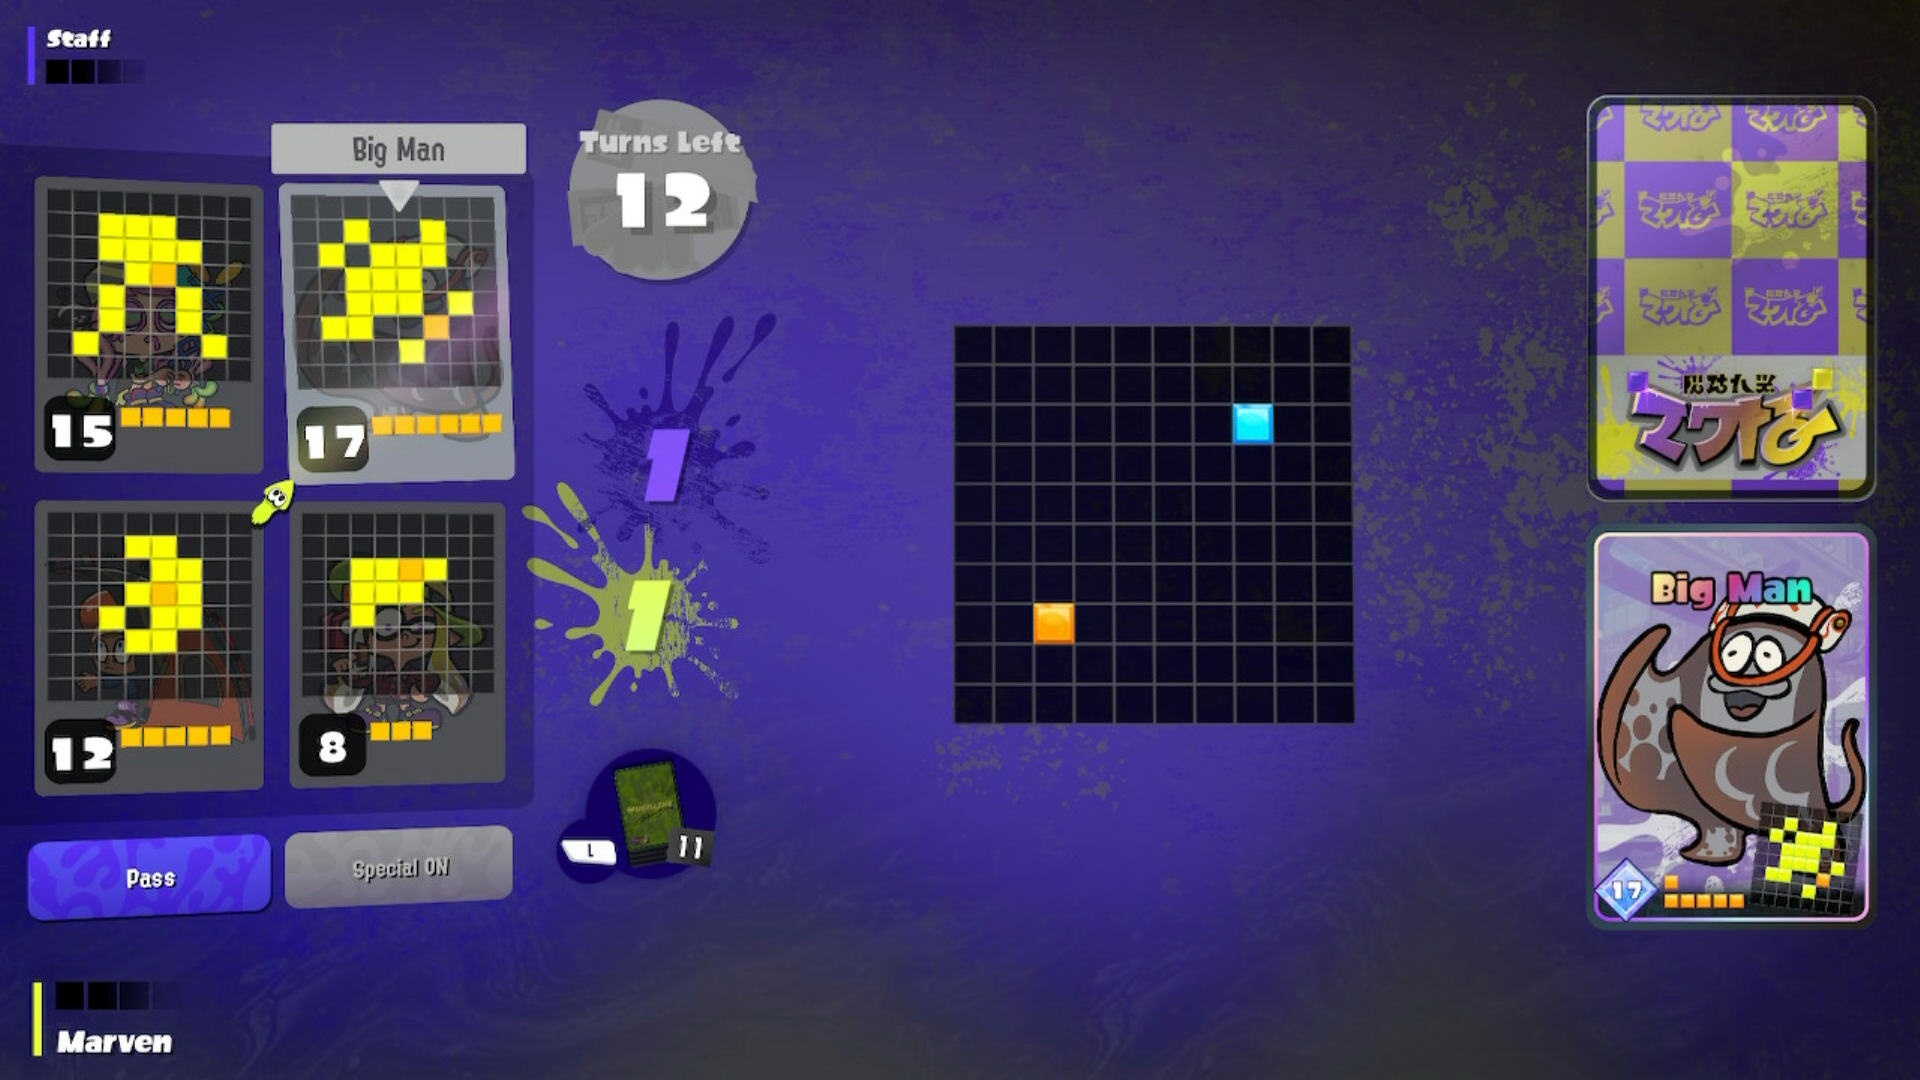 Staff
Big Man
Turns Left
12
15
17
1
1
12
8
L
11
Pass
Special ON
Marven
Big Man
17